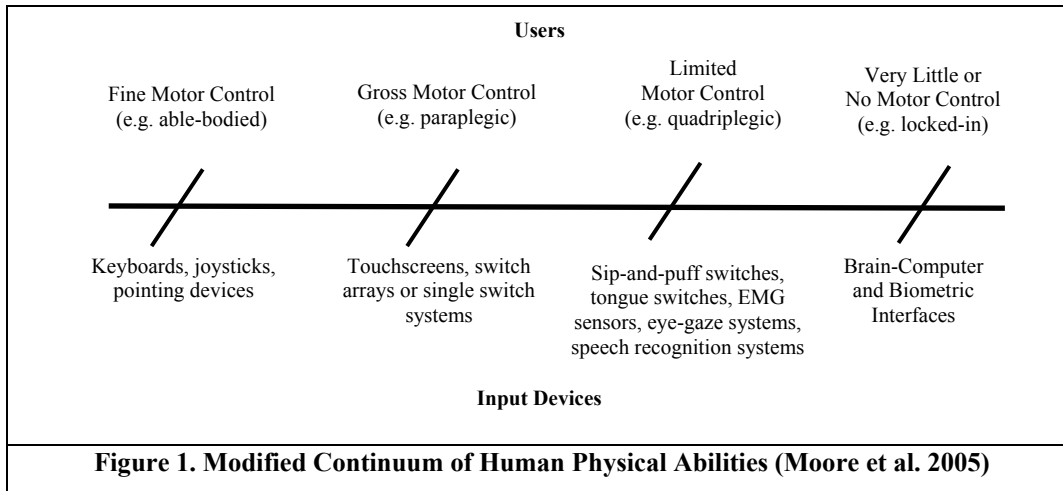 Users
Fine Motor Control
(e.g. able-bodied)
Gross Motor Control
(e.g. paraplegic)
Limited
Motor Control
(e.g. quadriplegic)
Very Little or
No Motor Control
(e.g. locked-in)
Keyboards, joysticks,
pointing devices
Touchscreens, switch
arrays or single switch
systems
Sip-and-puff switches,
tongue switches, EMG
sensors, eye-gaze systems,
speech recognition systems
Brain-Computer
and Biometric
Interfaces
Input Devices
Figure 1. Modified Continuum of Human Physical Abilities (Moore et al. 2005)